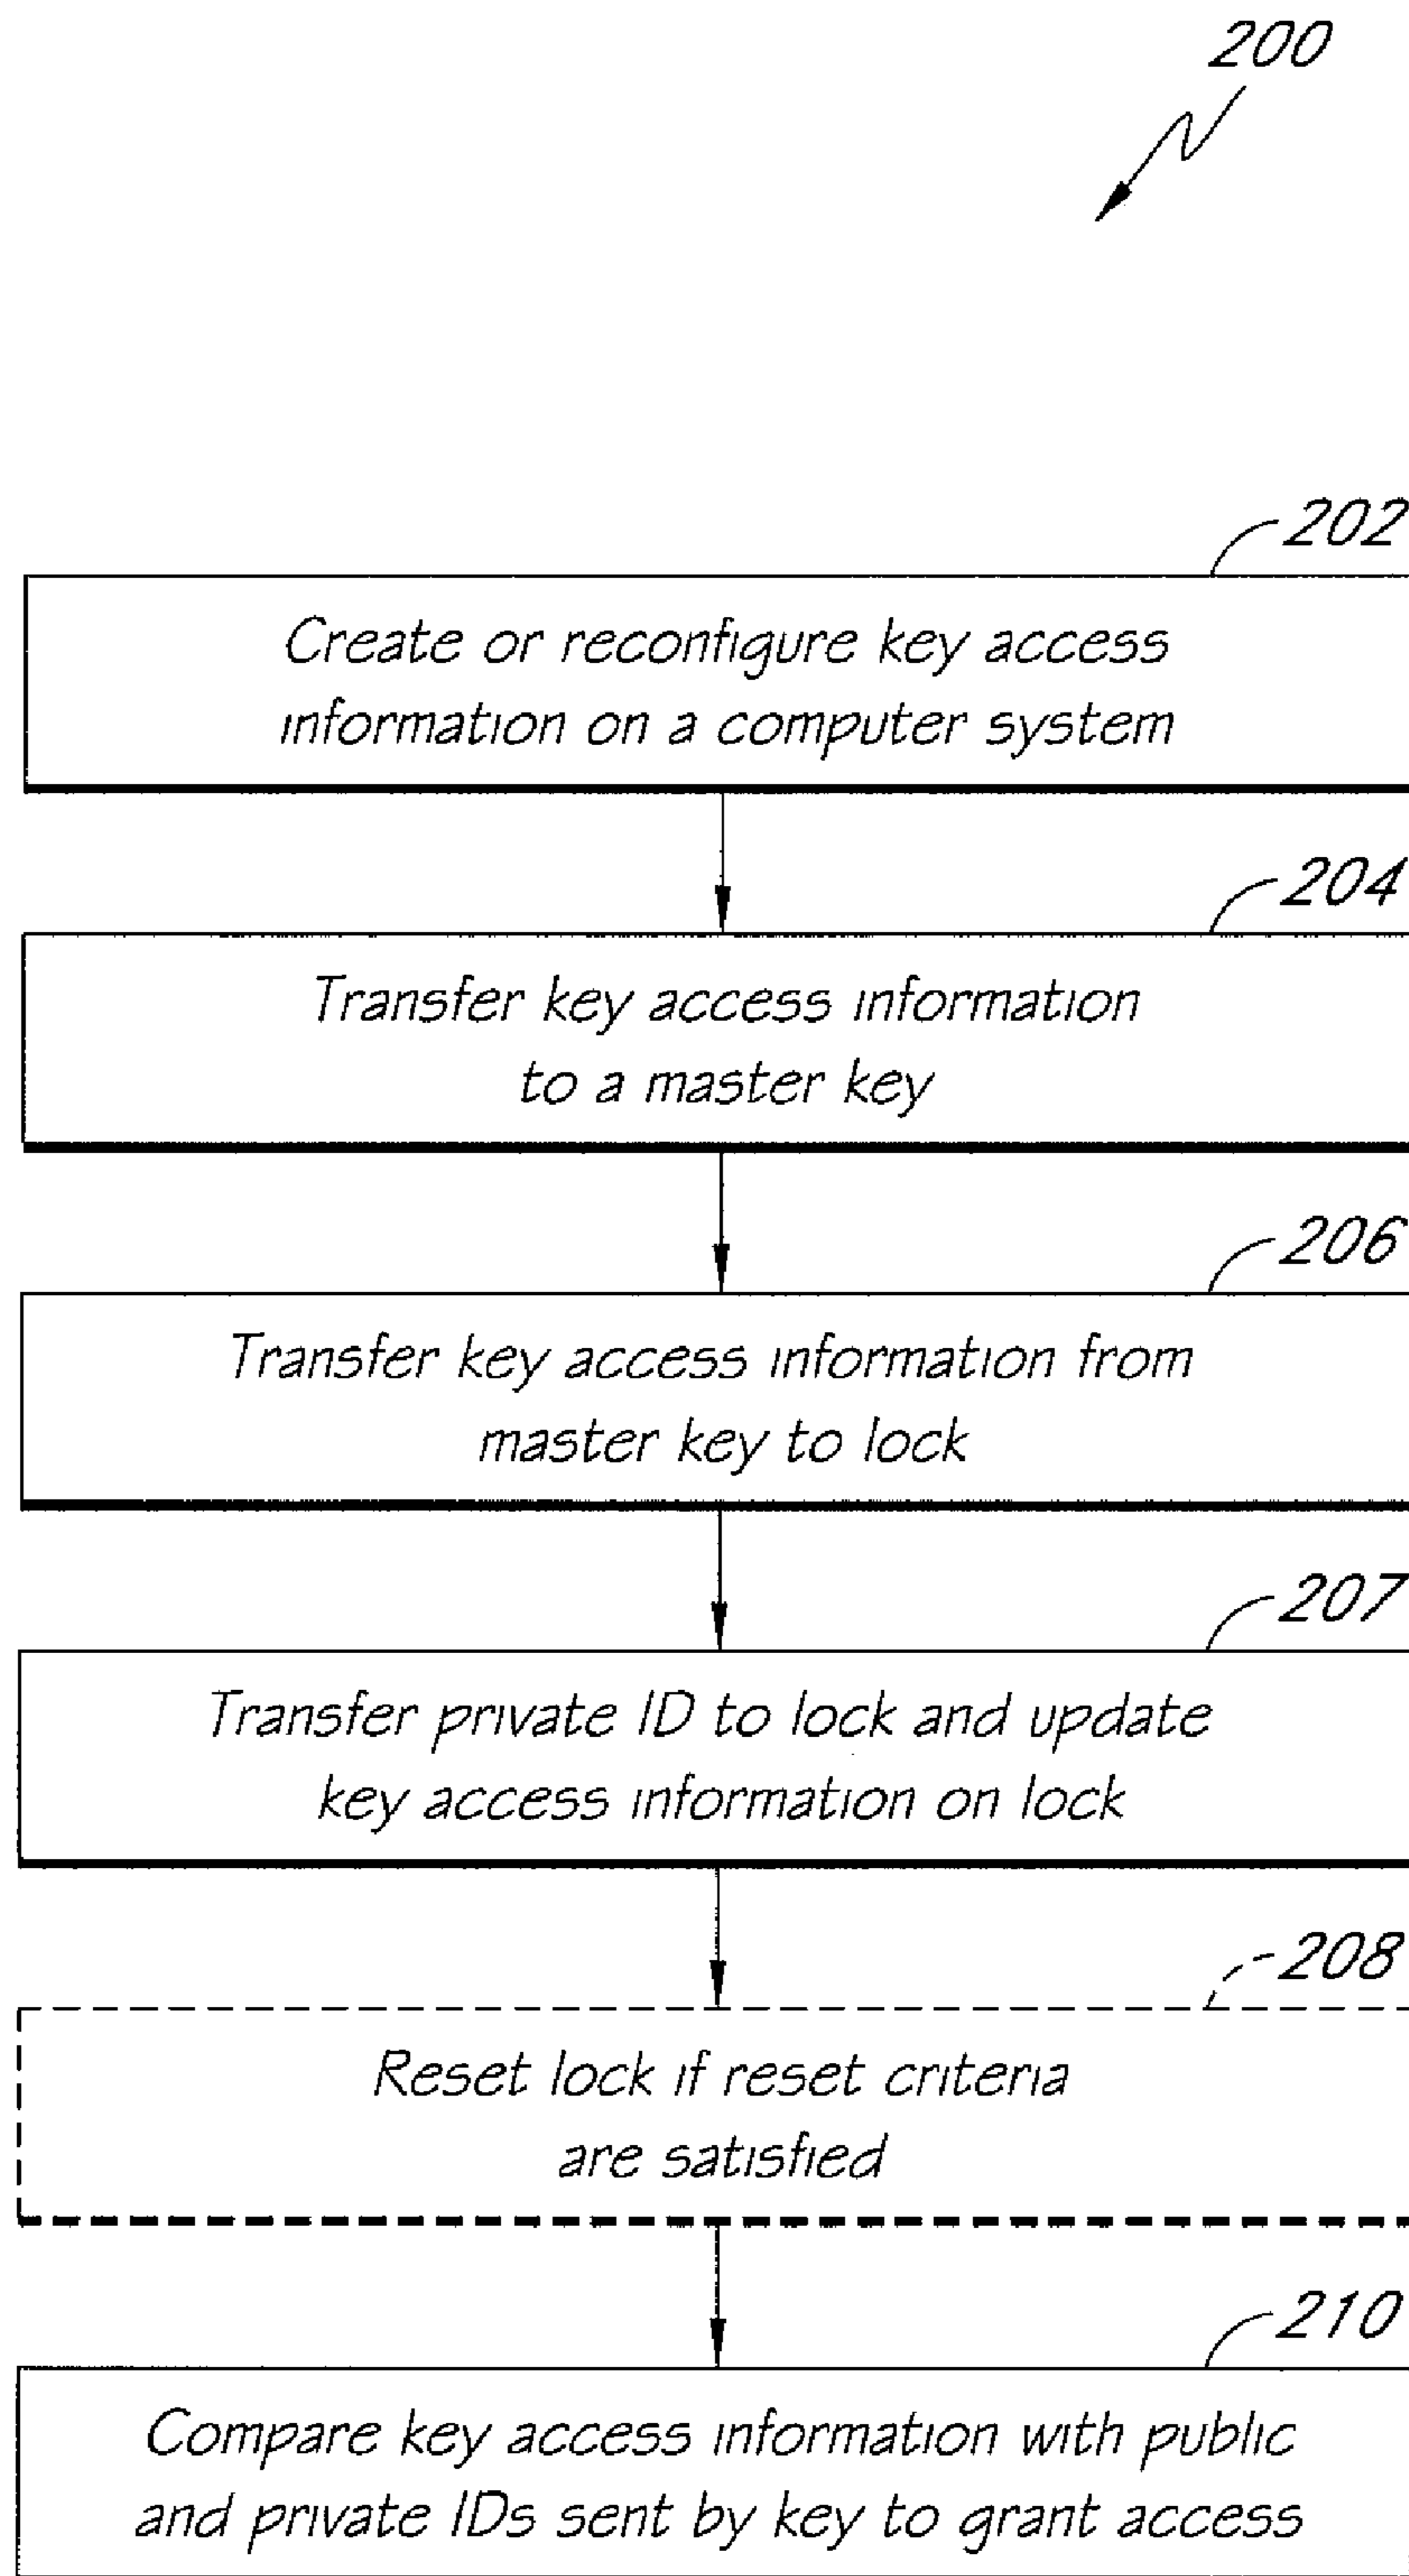 200
202
Create or reconfigure key access
information on a computer system
204
Transfer key access information
to a master key
206
Transfer key access information from
master key to lock
207
Transfer private ID to lock and update
key access information on lock
208
Reset lock if reset criteria
are satisfied
210
Compare key access information with public
and private IDs sent by key to grant access